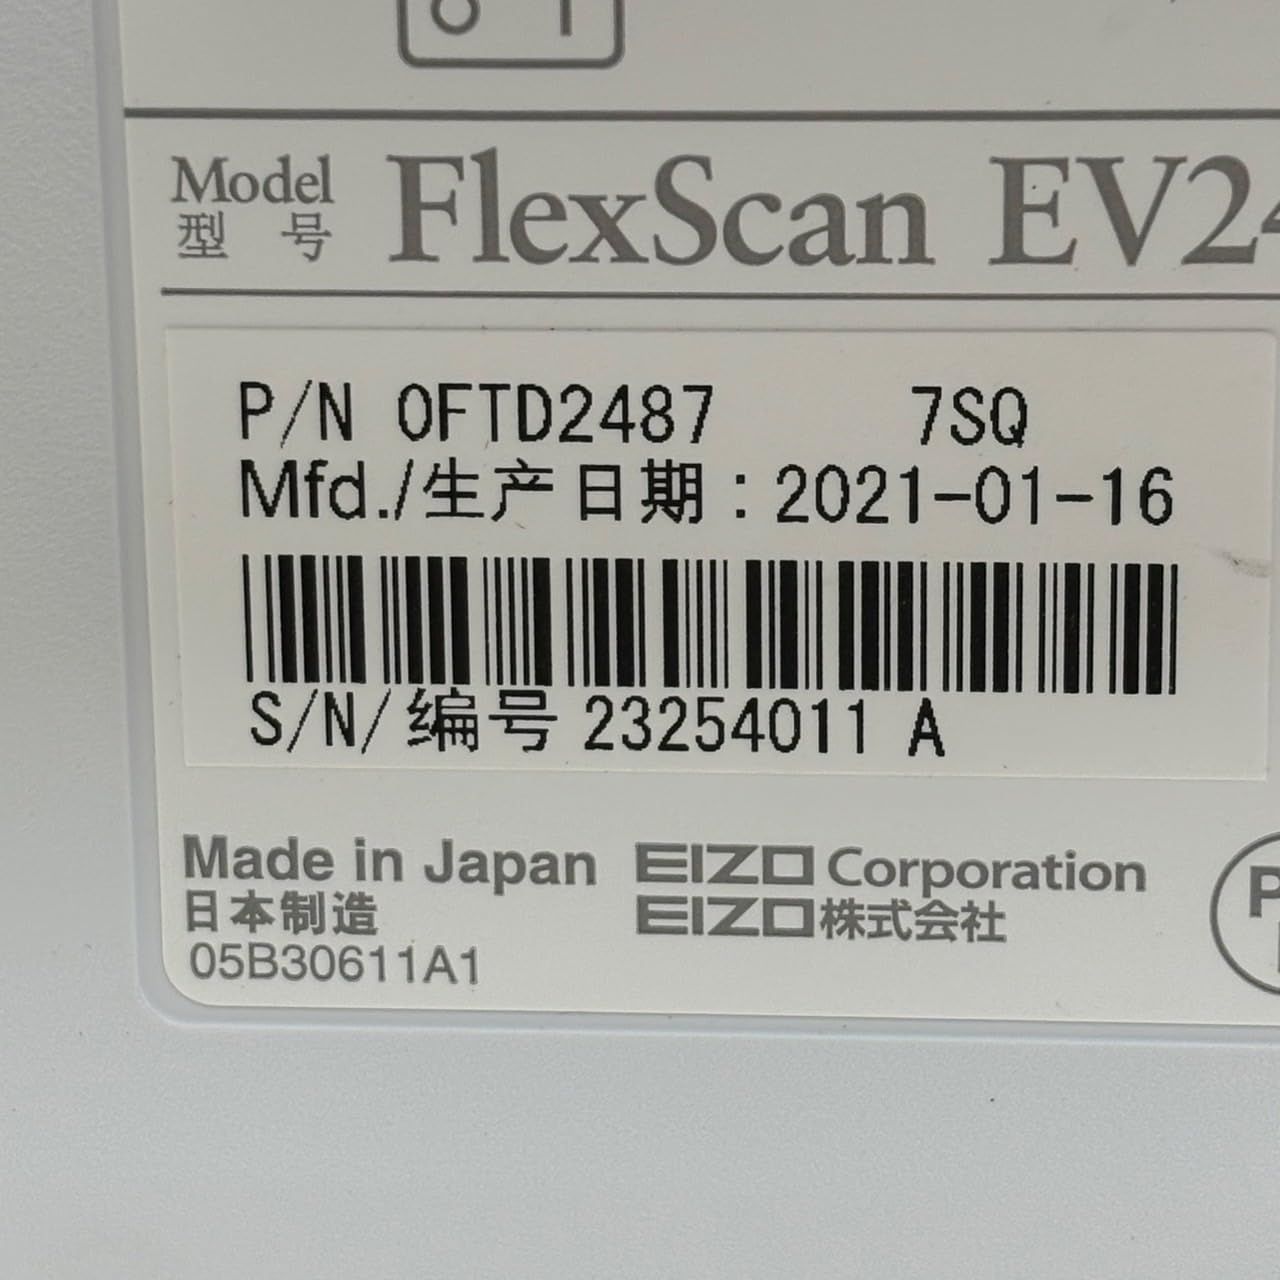 Model FlexScan EV24
型号
P/N 0FTD2487 7SQ
Mfd./生产日期:2021-01-16
S/N/编号 23254011 A
Made in Japan EIZO Corporation
日本制造 EIZO株式会社
05B30611A1
P